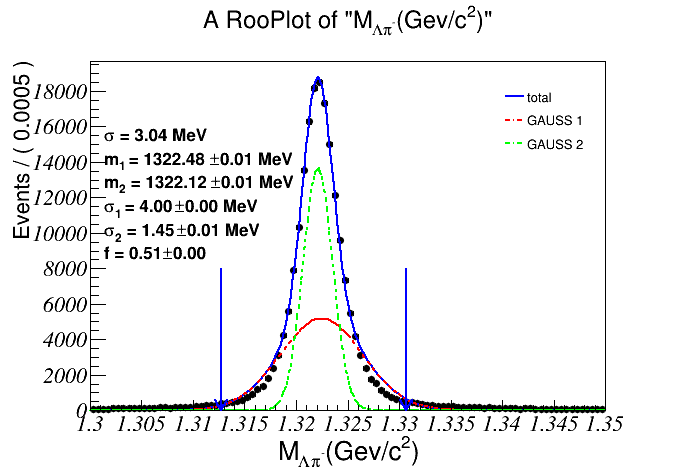 A RooPlot of "M_Λπ⁻(Gev/c²)"
Events / ( 0.0005 )
18000
16000
14000
12000
10000
8000
6000
4000
2000
0
total
GAUSS 1
GAUSS 2
σ = 3.04 MeV
m₁ = 1322.48 ±0.01 MeV
m₂ = 1322.12 ±0.01 MeV
σ₁ = 4.00±0.00 MeV
σ₂ = 1.45±0.01 MeV
f = 0.51±0.00
1.3 1.305 1.31 1.315 1.32 1.325 1.33 1.335 1.34 1.345 1.35
M_Λπ⁻(Gev/c²)